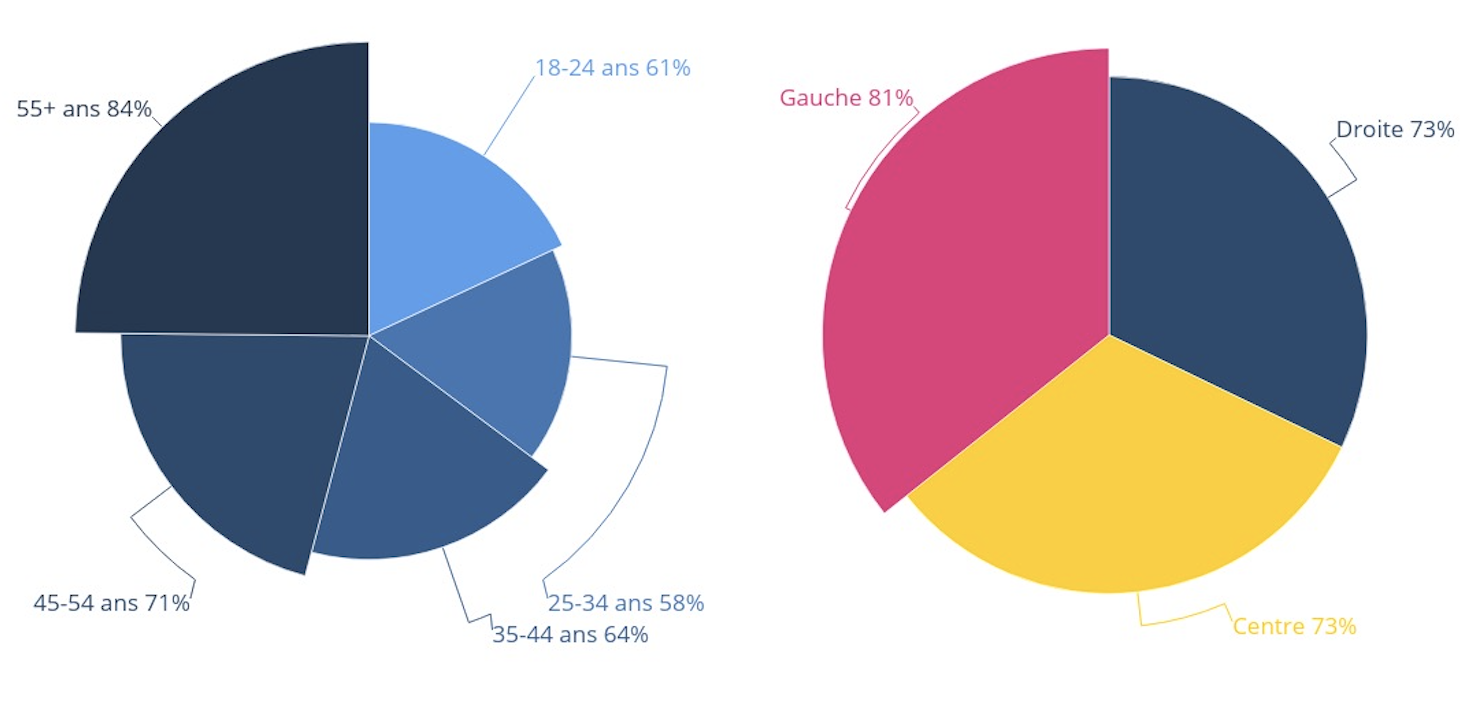 18-24 ans 61%
55+ ans 84%
45-54 ans 71%
25-34 ans 58%
35-44 ans 64%
Gauche 81%
Droite 73%
Centre 73%